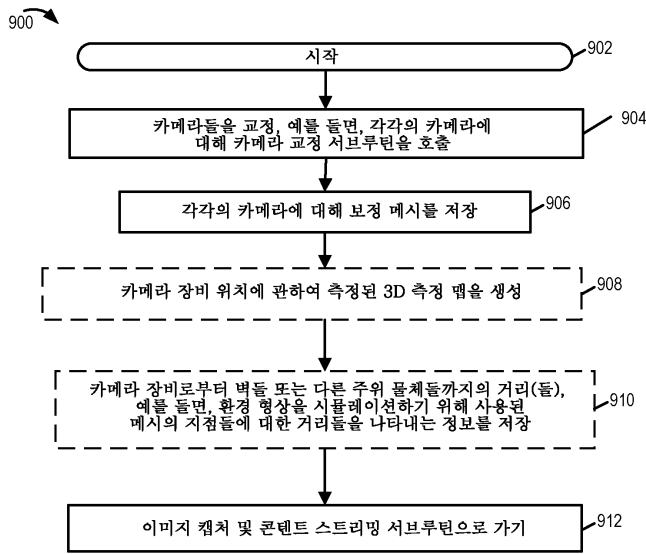 900
시작
902
카메라들을 교정, 예를 들면, 각각의 카메라에
대해 카메라 교정 서브루틴을 호출
904
각각의 카메라에 대해 보정 메시를 저장
906
카메라 장비 위치에 관하여 측정된 3D 측정 맵을 생성
908
카메라 장비로부터 벽들 또는 다른 주위 물체들까지의 거리(들),
예를 들면, 환경 형상을 시뮬레이션하기 위해 사용된
메시의 지점들에 대한 거리들을 나타내는 정보를 저장
910
이미지 캡처 및 콘텐트 스트리밍 서브루틴으로 가기
912